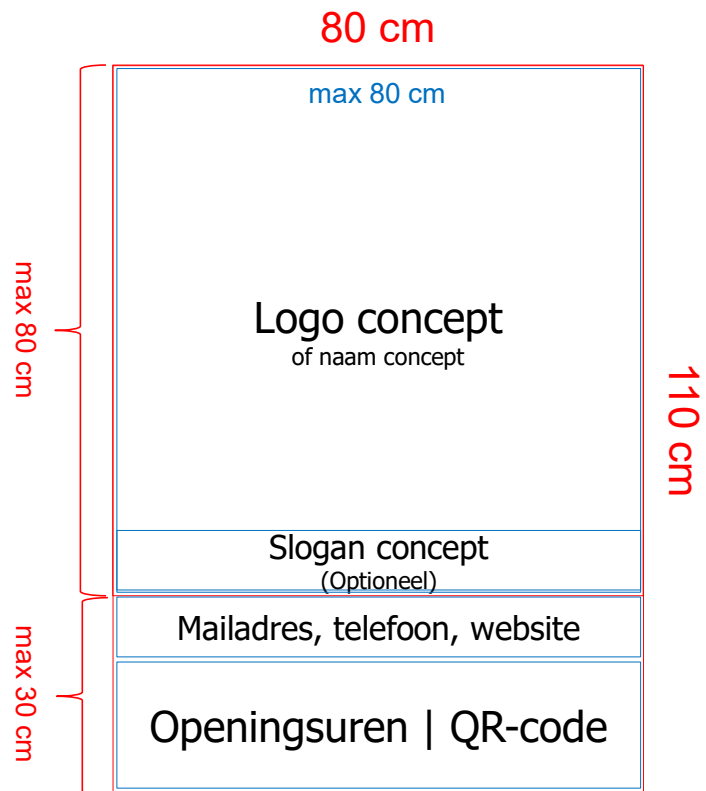 80 cm
max 80 cm
max 80 cm
Logo concept
of naam concept
110 cm
Slogan concept
(Optioneel)
max 30 cm
Mailadres, telefoon, website
Openingsuren | QR-code